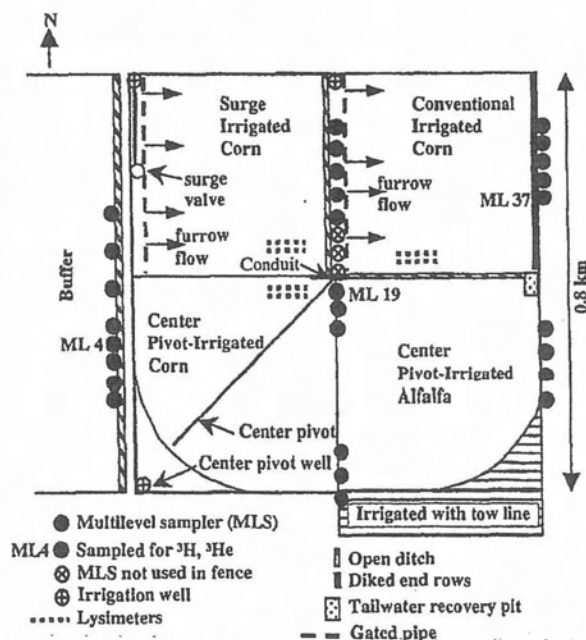 N
Surge
Irrigated
Corn
Conventional
Irrigated
Corn
surge
valve
furrow
flow
furrow
flow
ML 37
Buffer
Conduit
ML 19
0.8 km
ML 4
Center
Pivot-Irrigated
Corn
Center
Pivot-Irrigated
Alfalfa
Center pivot
Center pivot well
Irrigated with tow line
Multilevel sampler (MLS)
ML4 Sampled for ³H, ³He
MLS not used in fence
Irrigation well
Lysimeters
Open ditch
Diked end rows
Tailwater recovery pit
Gated pipe